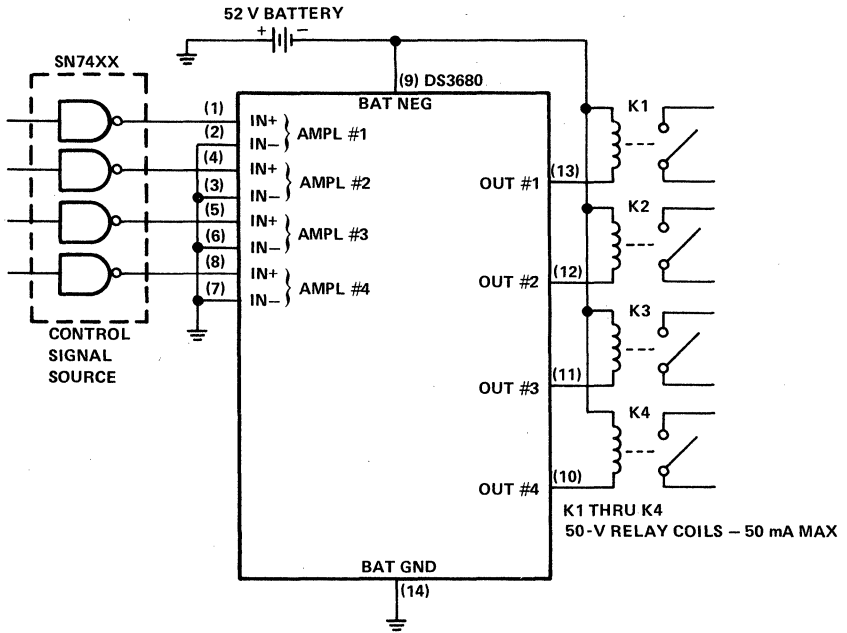 52 V BATTERY
+ −
SN74XX
(9) DS3680
BAT NEG
K1
(1)
IN+
(2)
IN−
AMPL #1
(4)
IN+
(3)
IN−
AMPL #2
(5)
IN+
(6)
IN−
AMPL #3
(8)
IN+
(7)
IN−
AMPL #4
OUT #1
(13)
K2
OUT #2
(12)
K3
OUT #3
(11)
K4
OUT #4
(10)
CONTROL
SIGNAL
SOURCE
K1 THRU K4
50-V RELAY COILS – 50 mA MAX
BAT GND
(14)